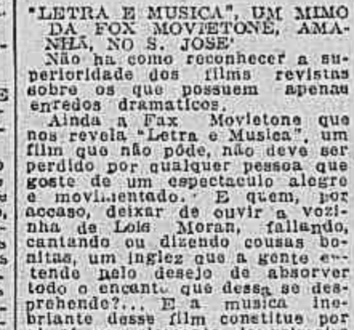 "LETRA E MUSICA", UM MIMO
DA FOX MOVIETONE, AMA-
NHÃ, NO S. JOSE'
Não ha como reconhecer a su-
perioridade dos films revistas
sobre os que possuem apenas
enredos dramaticos.
Ainda a Fax Movietone que
nos revela "Letra e Musica", um
film que não póde, não deve ser
perdido por qualquer pessoa que
goste de um espectaculo alegre
e movimentado. E quem, por
accaso, deixar de ouvir a vozi-
nha de Lois Moran, fallando,
cantando ou dizendo cousas bo-
nitas, um inglez que a gente en-
tende pelo desejo de absorver
todo o encanto que dessa se des-
prehende?... E a musica ine-
briante desse film constitue por